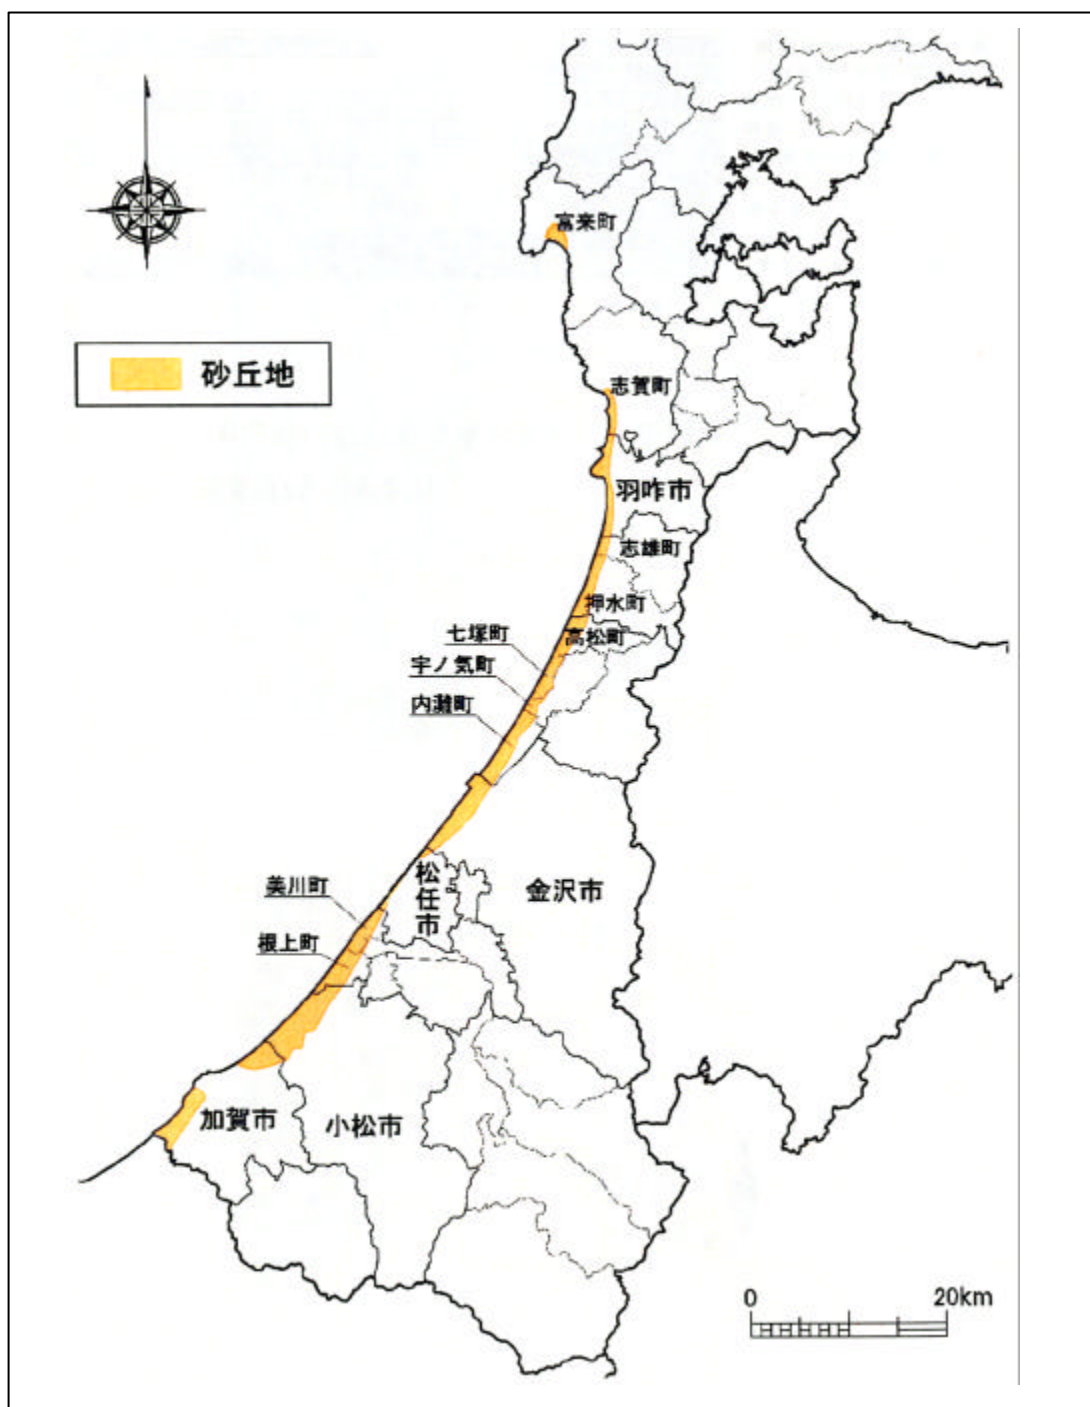 富来町
砂丘地
志賀町
羽咋市
志雄町
押水町
七塚町
高松町
宇ノ気町
内灘町
松任市
美川町
金沢市
根上町
加賀市
小松市
0 20km